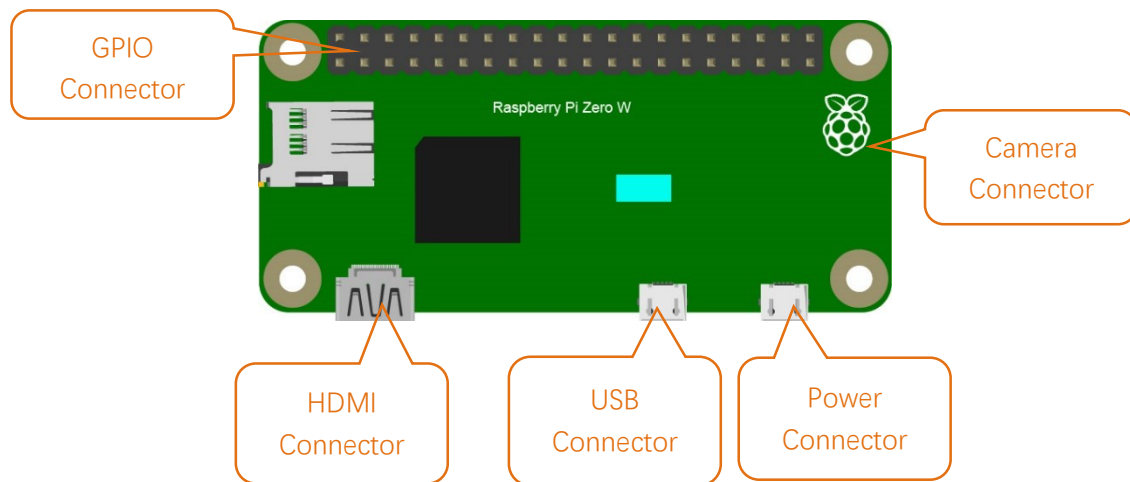 GPIO
Connector
Raspberry Pi Zero W
Camera
Connector
HDMI
Connector
USB
Connector
Power
Connector